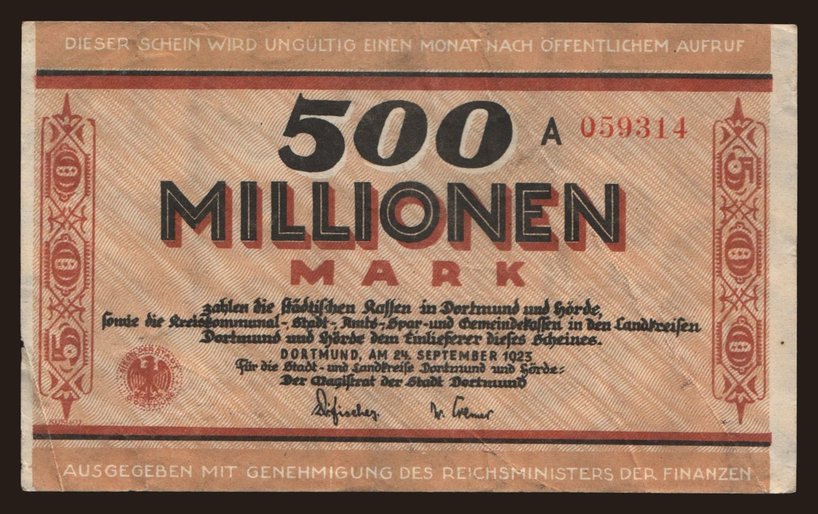 DIESER SCHEIN WIRD UNGÜLTIG EINEN MONAT NACH ÖFFENTLICHEM AUFRUF
500 A 059314
MILLIONEN
MARK
500
500
zahlen die städtischen Kassen in Dortmund und Hörde,
sowie die Kreiskommunal-, Stadt-, Amts-, Spar- und Gemeindekassen in den Landkreisen
Dortmund und Hörde dem Einlieferer dieses Scheines.
DORTMUND, AM 24. SEPTEMBER 1923
Für die Stadt- und Landkreise Dortmund und Hörde:
Der Magistrat der Stadt Dortmund
AUSGEGEBEN MIT GENEHMIGUNG DES REICHSMINISTERS DER FINANZEN